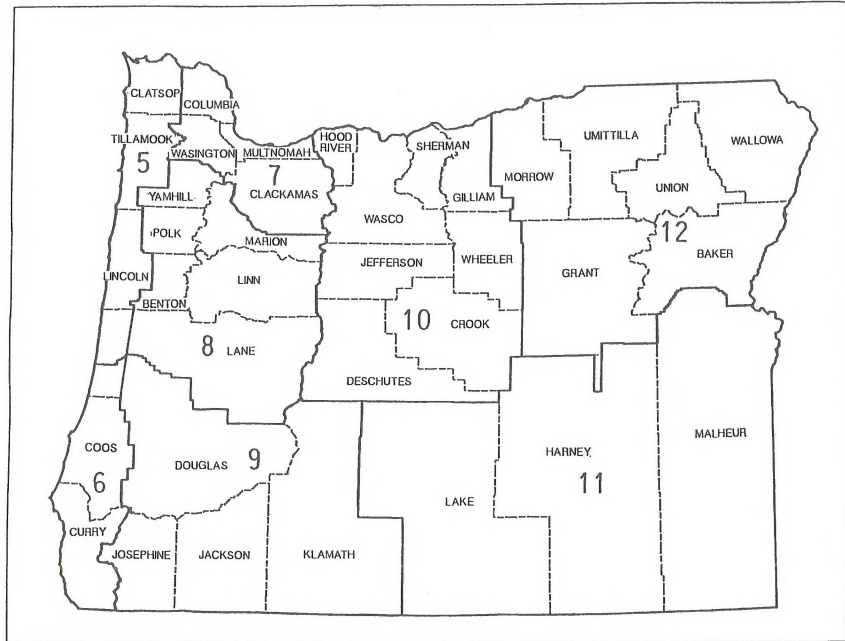 CLATSOP
COLUMBIA
TILLAMOOK
5
WASINGTON
MULTNOMAH
HOOD
RIVER
SHERMAN
MORROW
UMITTILLA
WALLOWA
7
CLACKAMAS
YAMHILL
GILLIAM
UNION
WASCO
POLK
MARION
12
BAKER
LINCOLN
JEFFERSON
WHEELER
GRANT
LINN
BENTON
10
CROOK
8
LANE
DESCHUTES
COOS
6
DOUGLAS
9
HARNEY
11
MALHEUR
LAKE
CURRY
JOSEPHINE
JACKSON
KLAMATH